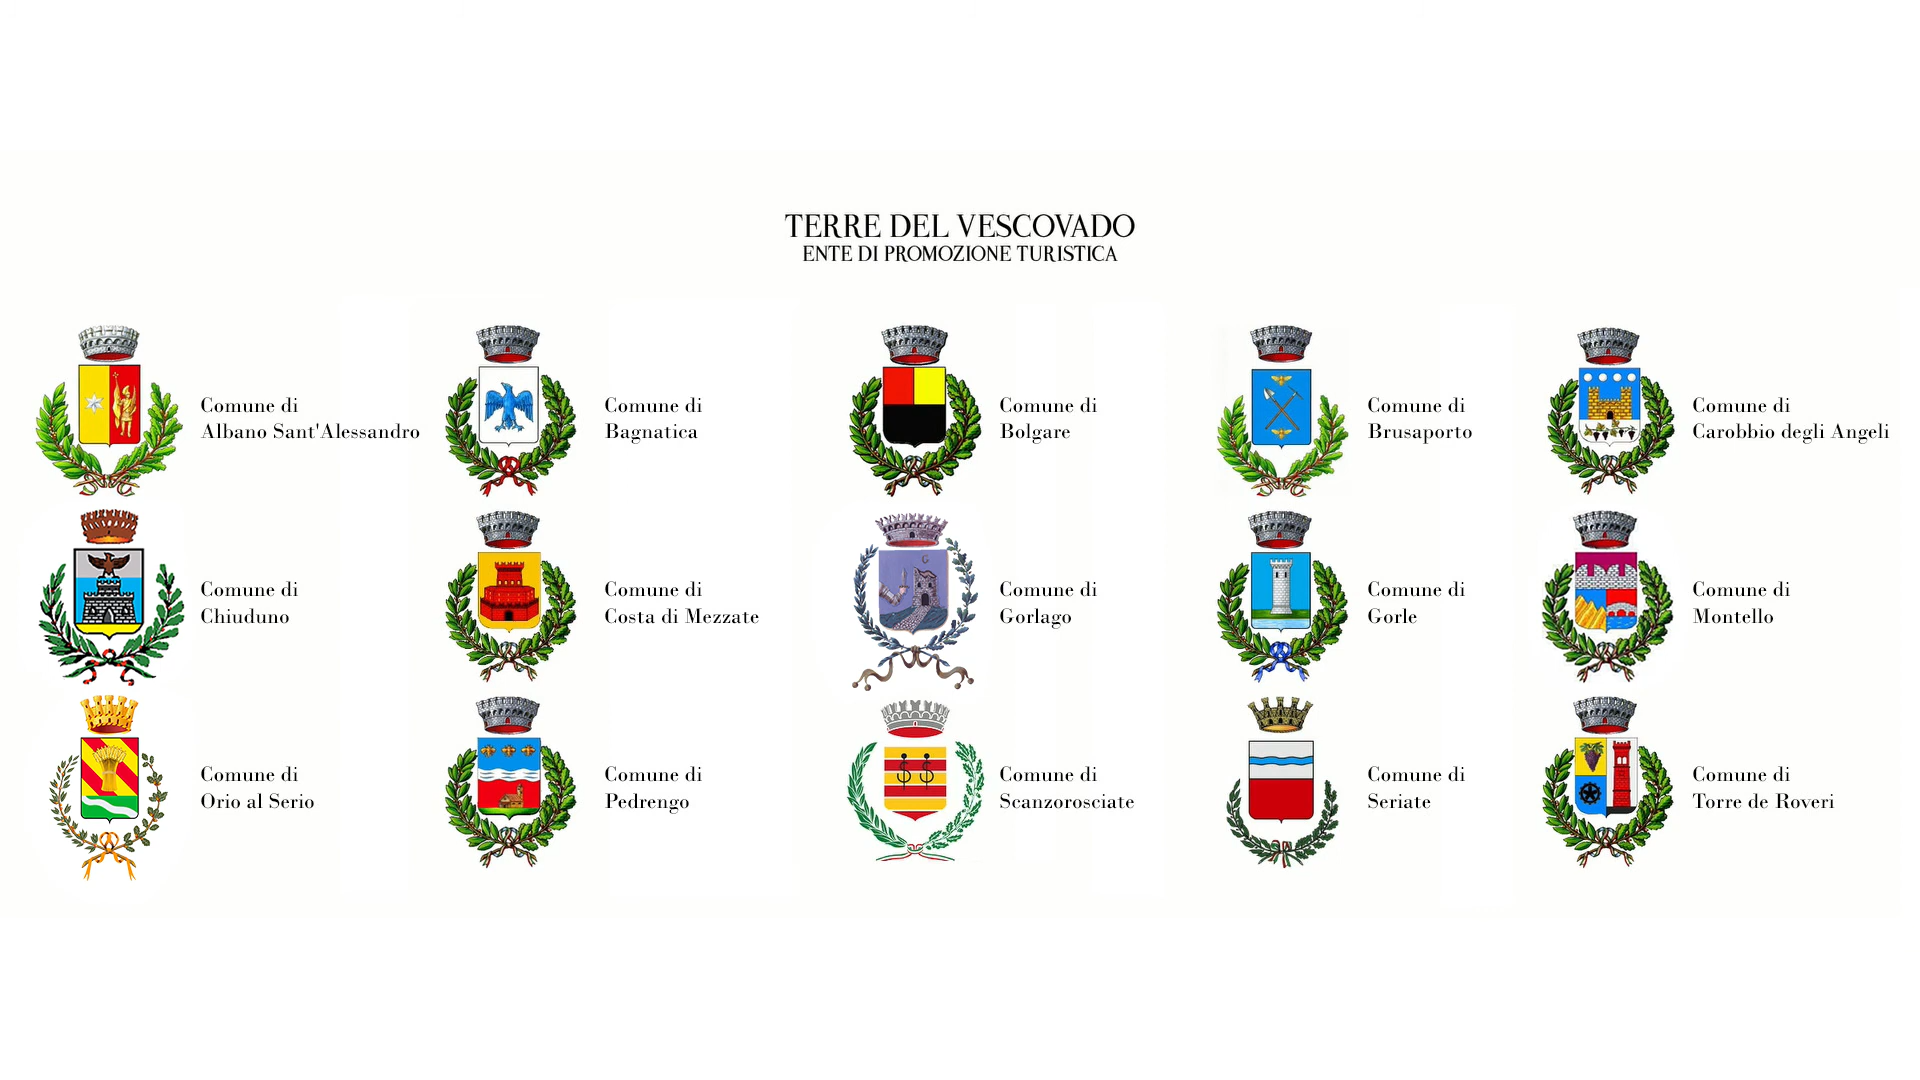 TERRE DEL VESCOVADO
ENTE DI PROMOZIONE TURISTICA
Comune di
Albano Sant'Alessandro
Comune di
Bagnatica
Comune di
Bolgare
Comune di
Brusaporto
Comune di
Carobbio degli Angeli
Comune di
Chiuduno
Comune di
Costa di Mezzate
Comune di
Gorlago
Comune di
Gorle
Comune di
Montello
Comune di
Orio al Serio
Comune di
Pedrengo
Comune di
Scanzorosciate
Comune di
Seriate
Comune di
Torre de Roveri